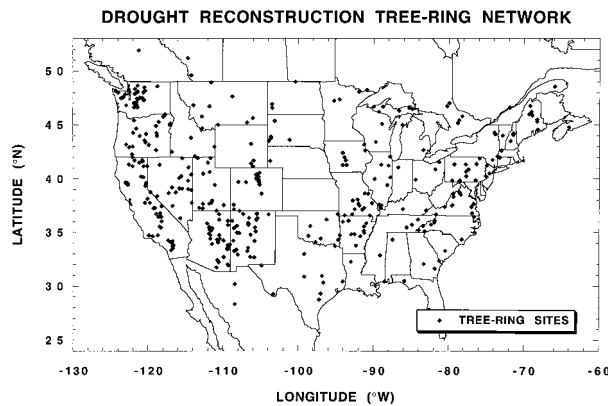 DROUGHT RECONSTRUCTION TREE-RING NETWORK
50
45
40
35
30
25
LATITUDE (°N)
TREE-RING SITES
-130 -120 -110 -100 -90 -80 -70 -60
LONGITUDE (°W)